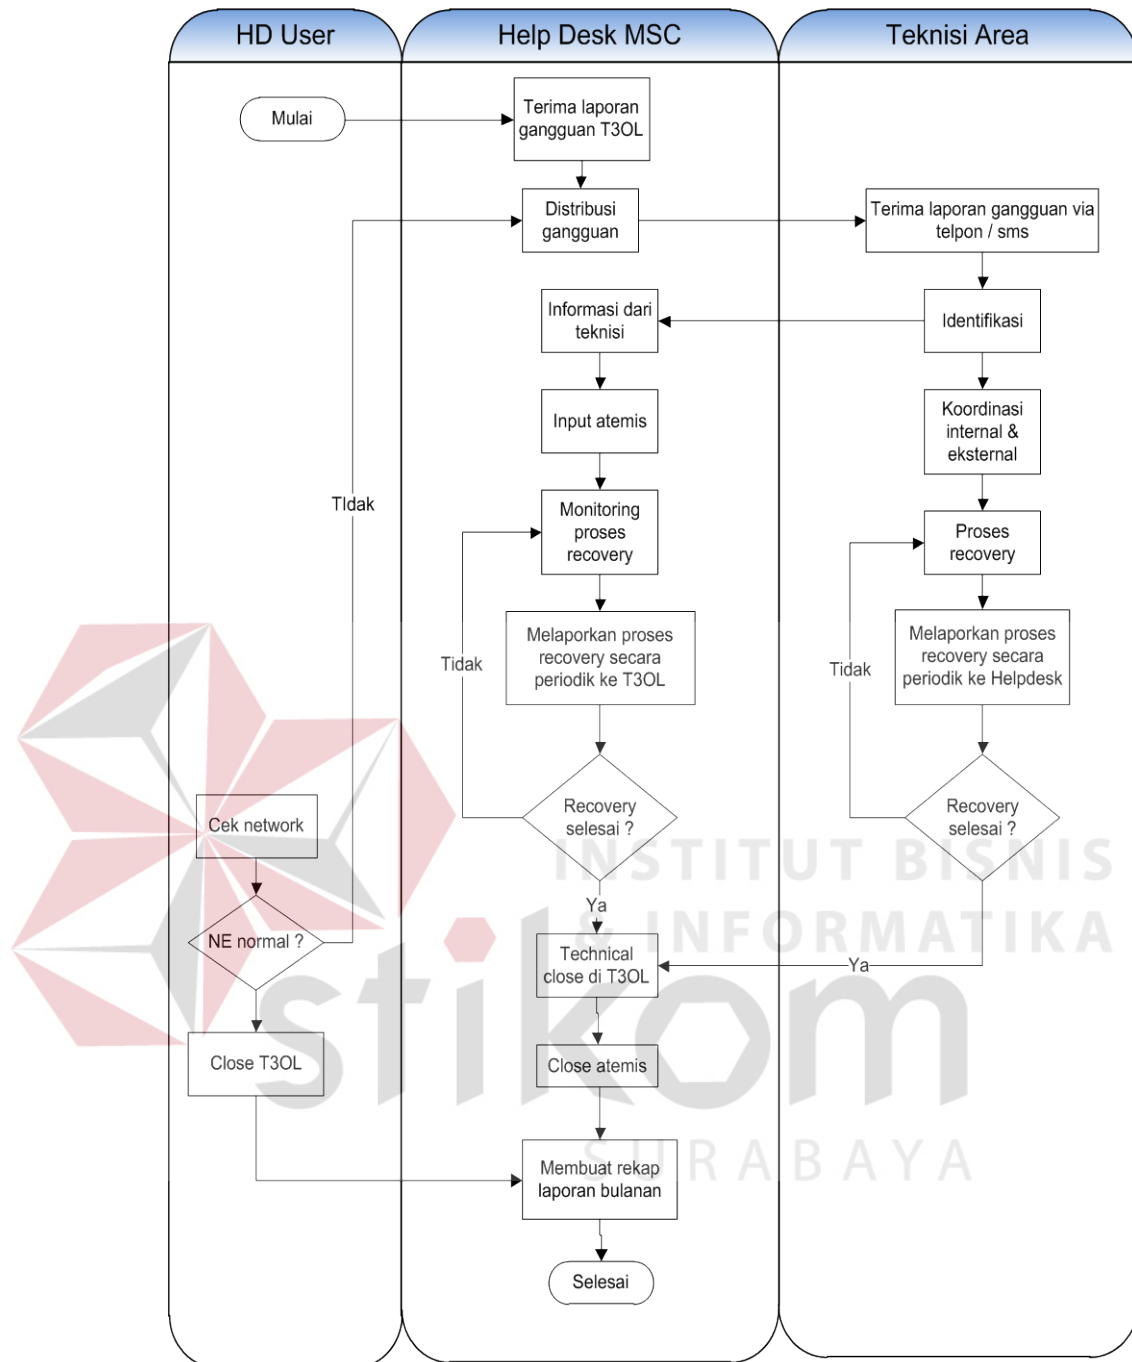 HD User
Help Desk MSC
Teknisi Area
Mulai
Terima laporan
gangguan T3OL
Distribusi
gangguan
Terima laporan gangguan via
telpon / sms
Informasi dari
teknisi
Identifikasi
Input atemis
Koordinasi
internal &
eksternal
TIdak
Monitoring
proses
recovery
Proses
recovery
Tidak
Melaporkan proses
recovery secara
periodik ke T3OL
Tidak
Melaporkan proses
recovery secara
periodik ke Helpdesk
Cek network
Recovery
selesai ?
Recovery
selesai ?
INSTITUT BISNIS
& INFORMATIKA
Ya
NE normal ?
Technical
close di T3OL
Ya
stikom
Close T3OL
Close atemis
SURABAYA
Membuat rekap
laporan bulanan
Selesai